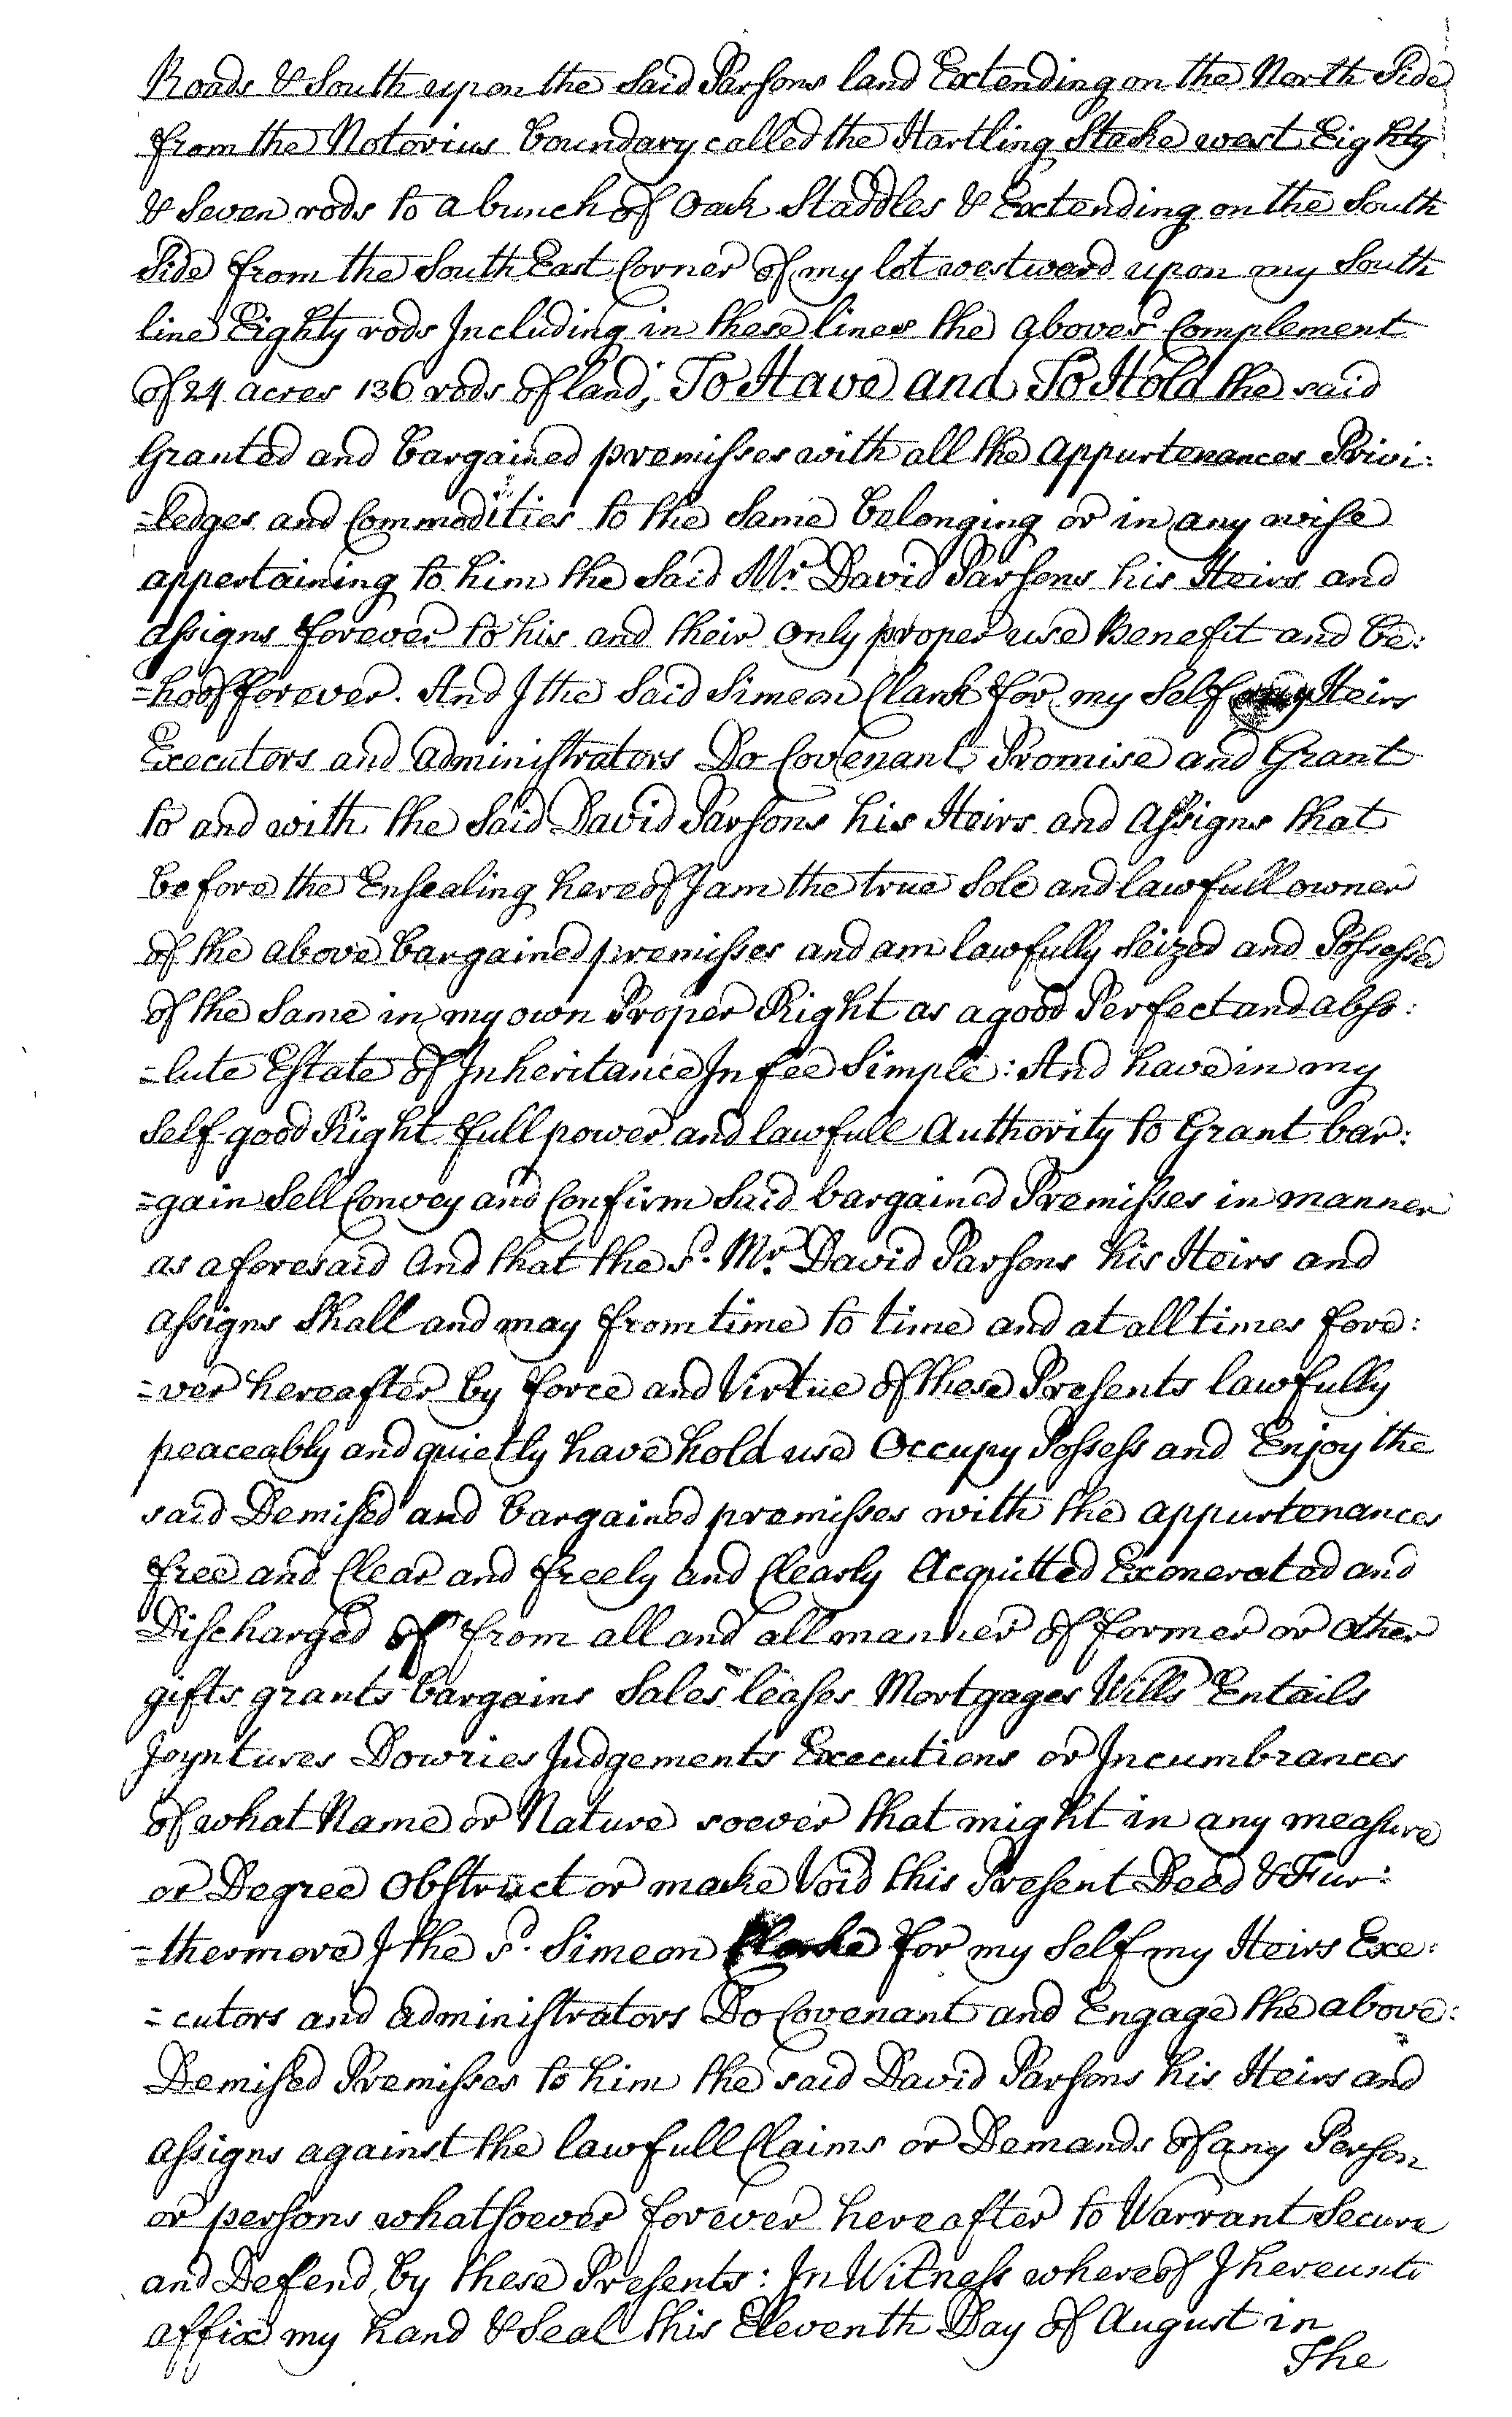 Roads & South upon the Said Parsons land Extending on the North Side
from the Notorius boundary called the Startling Stacke west Eighty
& Seven rods to a bunch of Oack Staddles & Extending on the South
Side from the South East Corner of my lot westward upon my South
line Eighty rods Including in these lines the aboves.d Complement
of 24 acres 136 rods of land; To Have and To Hold the said
Granted and bargained premisses with all the appurtenances Privi:
=ledges and Commodities to the Same belonging or in any wise
appertaining to him the Said Mr. David Parsons his Heirs and
assigns forever to his and their only proper use Benefit and be:
=hoof forever. And I the Said Simeon Clark for my Self my Heirs
Executors and administrators Do Covenant Promise and Grant
to and with the Said David Parsons his Heirs and Assigns that
before the Ensealing hereof I am the true Sole and lawfull owner
of the above bargained premisses and am lawfully Seized and Possessed
of the Same in my own Proper Right as a good Perfect and abso:
=lute Estate of Inheritance In fee Simple: And have in my
Self good Right full power and lawfull Authority to Grant bar:
=gain Sell Convey and Confirm Said bargained Premisses in manner
as aforesaid And that the s.d Mr. David Parsons his Heirs and
assigns Shall and may from time to time and at all times fore:
=ver hereafter by force and Virtue of these Presents lawfully
peaceably and quietly have hold use Occupy Possess and Enjoy the
said Demised and bargained premisses with the appurtenances
free and Clear and freely and Clearly Acquitted Exonerated and
Discharged of from all and all manner of former or other
gifts grants bargains Sales leases Mortgages Wills Entails
Joyntures Dowries Judgements Executions or Incumbrances
of what Name or Nature soever that might in any measure
or Degree Obstruct or make Void this Present Deed & Fur:
=thermore I the s.d Simeon Clarke for my Self my Heirs Exe:
=cutors and administrators Do Covenant and Engage the above:
Demised Premisses to him the said David Parsons his Heirs and
assigns against the lawfull Claims or Demands of any Person
or persons whatsoever forever hereafter to Warrant Secure
and Defend by these Presents: In Witness whereof I hereunto
affix my hand & Seal this Eleventh Day of August in
The